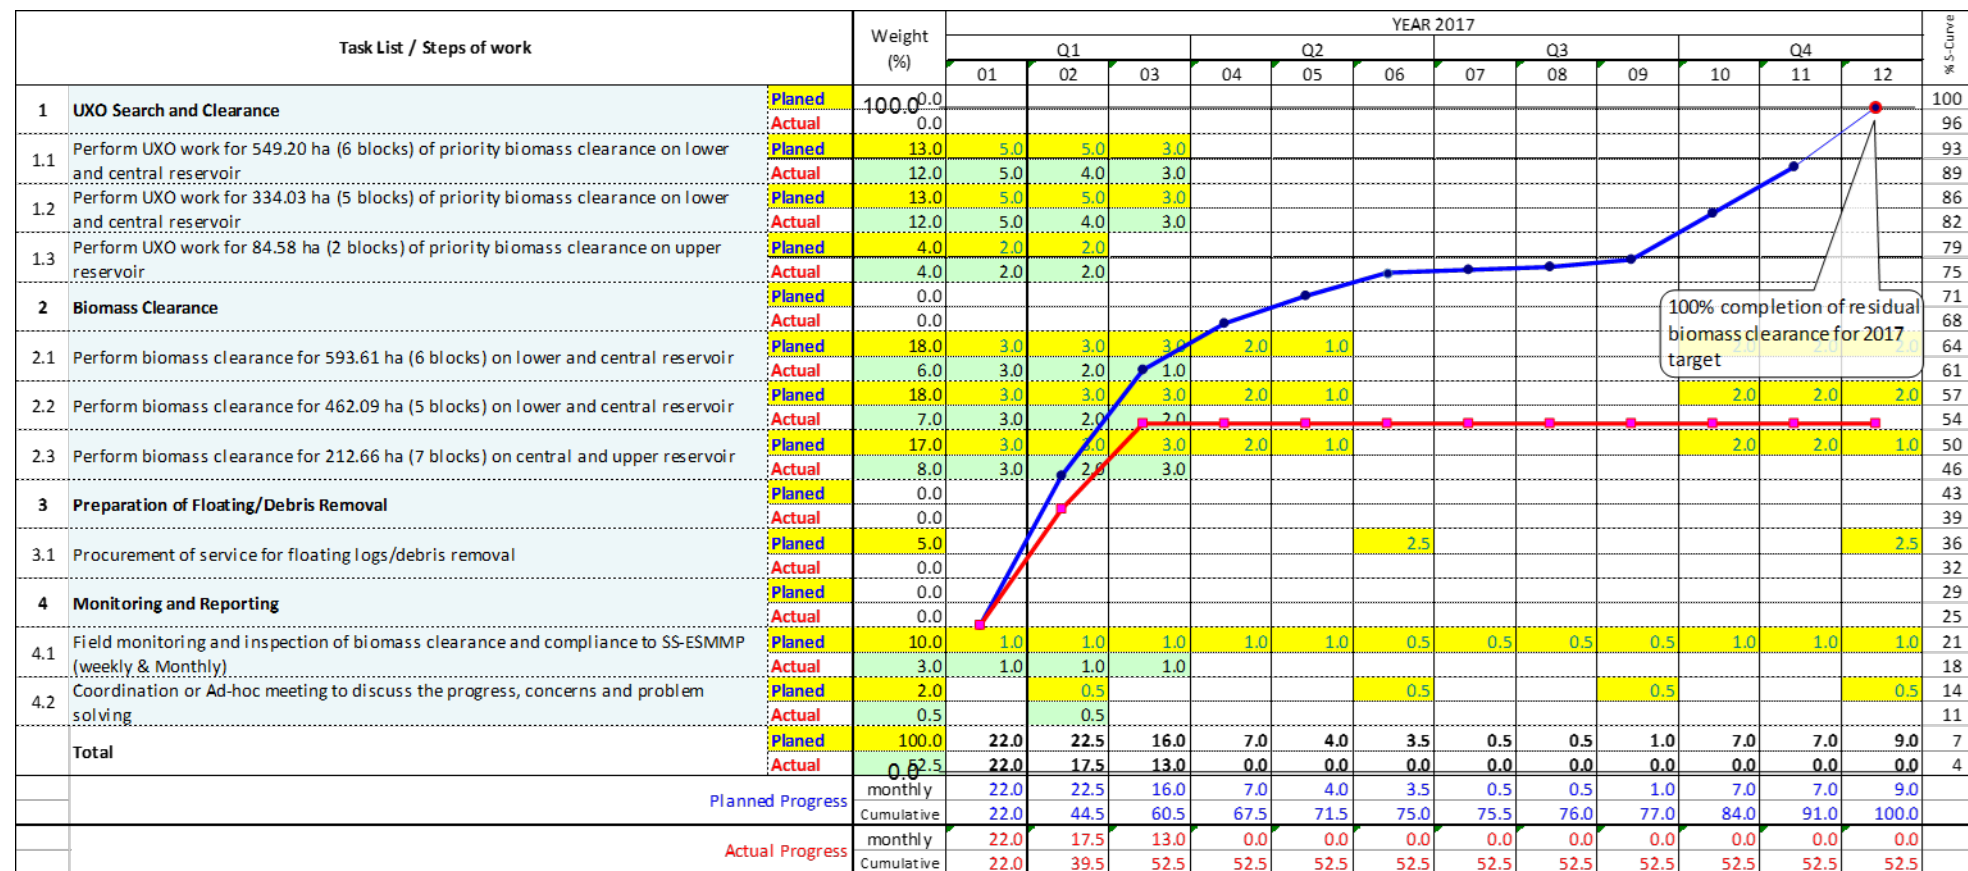 Task List / Steps of work Weight (%) YEAR 2017 % S-Curve
Q1 Q2 Q3 Q4
01 02 03 04 05 06 07 08 09 10 11 12
1 UXO Search and Clearance Planed 100.0 0.0 100
Actual 0.0 96
1.1 Perform UXO work for 549.20 ha (6 blocks) of priority biomass clearance on lower Planed 13.0 5.0 5.0 3.0 93
and central reservoir Actual 12.0 5.0 4.0 3.0 89
1.2 Perform UXO work for 334.03 ha (5 blocks) of priority biomass clearance on lower Planed 13.0 5.0 5.0 3.0 86
and central reservoir Actual 12.0 5.0 4.0 3.0 82
1.3 Perform UXO work for 84.58 ha (2 blocks) of priority biomass clearance on upper Planed 4.0 2.0 2.0 79
reservoir Actual 4.0 2.0 2.0 75
2 Biomass Clearance Planed 0.0 71
Actual 0.0 68
100% completion of residual
biomass clearance for 2017
target
2.1 Perform biomass clearance for 593.61 ha (6 blocks) on lower and central reservoir Planed 18.0 3.0 3.0 3.0 2.0 1.0 2.0 2.0 2.0 64
Actual 6.0 3.0 2.0 1.0 61
2.2 Perform biomass clearance for 462.09 ha (5 blocks) on lower and central reservoir Planed 18.0 3.0 3.0 3.0 2.0 1.0 2.0 2.0 2.0 57
Actual 7.0 3.0 2.0 2.0 54
2.3 Perform biomass clearance for 212.66 ha (7 blocks) on central and upper reservoir Planed 17.0 3.0 3.0 3.0 2.0 1.0 2.0 2.0 1.0 50
Actual 8.0 3.0 2.0 3.0 46
3 Preparation of Floating/Debris Removal Planed 0.0 43
Actual 0.0 39
3.1 Procurement of service for floating logs/debris removal Planed 5.0 2.5 2.5 36
Actual 0.0 32
4 Monitoring and Reporting Planed 0.0 29
Actual 0.0 25
4.1 Field monitoring and inspection of biomass clearance and compliance to SS-ESMMP Planed 10.0 1.0 1.0 1.0 1.0 1.0 0.5 0.5 0.5 0.5 1.0 1.0 1.0 21
(weekly & Monthly) Actual 3.0 1.0 1.0 1.0 18
4.2 Coordination or Ad-hoc meeting to discuss the progress, concerns and problem Planed 2.0 0.5 0.5 0.5 0.5 14
solving Actual 0.5 0.5 11
Total Planed 100.0 22.0 22.5 16.0 7.0 4.0 3.5 0.5 0.5 1.0 7.0 7.0 9.0 7
Actual 0.0 52.5 22.0 17.5 13.0 0.0 0.0 0.0 0.0 0.0 0.0 0.0 0.0 0.0 4
Planned Progress monthly 22.0 22.5 16.0 7.0 4.0 3.5 0.5 0.5 1.0 7.0 7.0 9.0
Cumulative 22.0 44.5 60.5 67.5 71.5 75.0 75.5 76.0 77.0 84.0 91.0 100.0
Actual Progress monthly 22.0 17.5 13.0 0.0 0.0 0.0 0.0 0.0 0.0 0.0 0.0 0.0
Cumulative 22.0 39.5 52.5 52.5 52.5 52.5 52.5 52.5 52.5 52.5 52.5 52.5